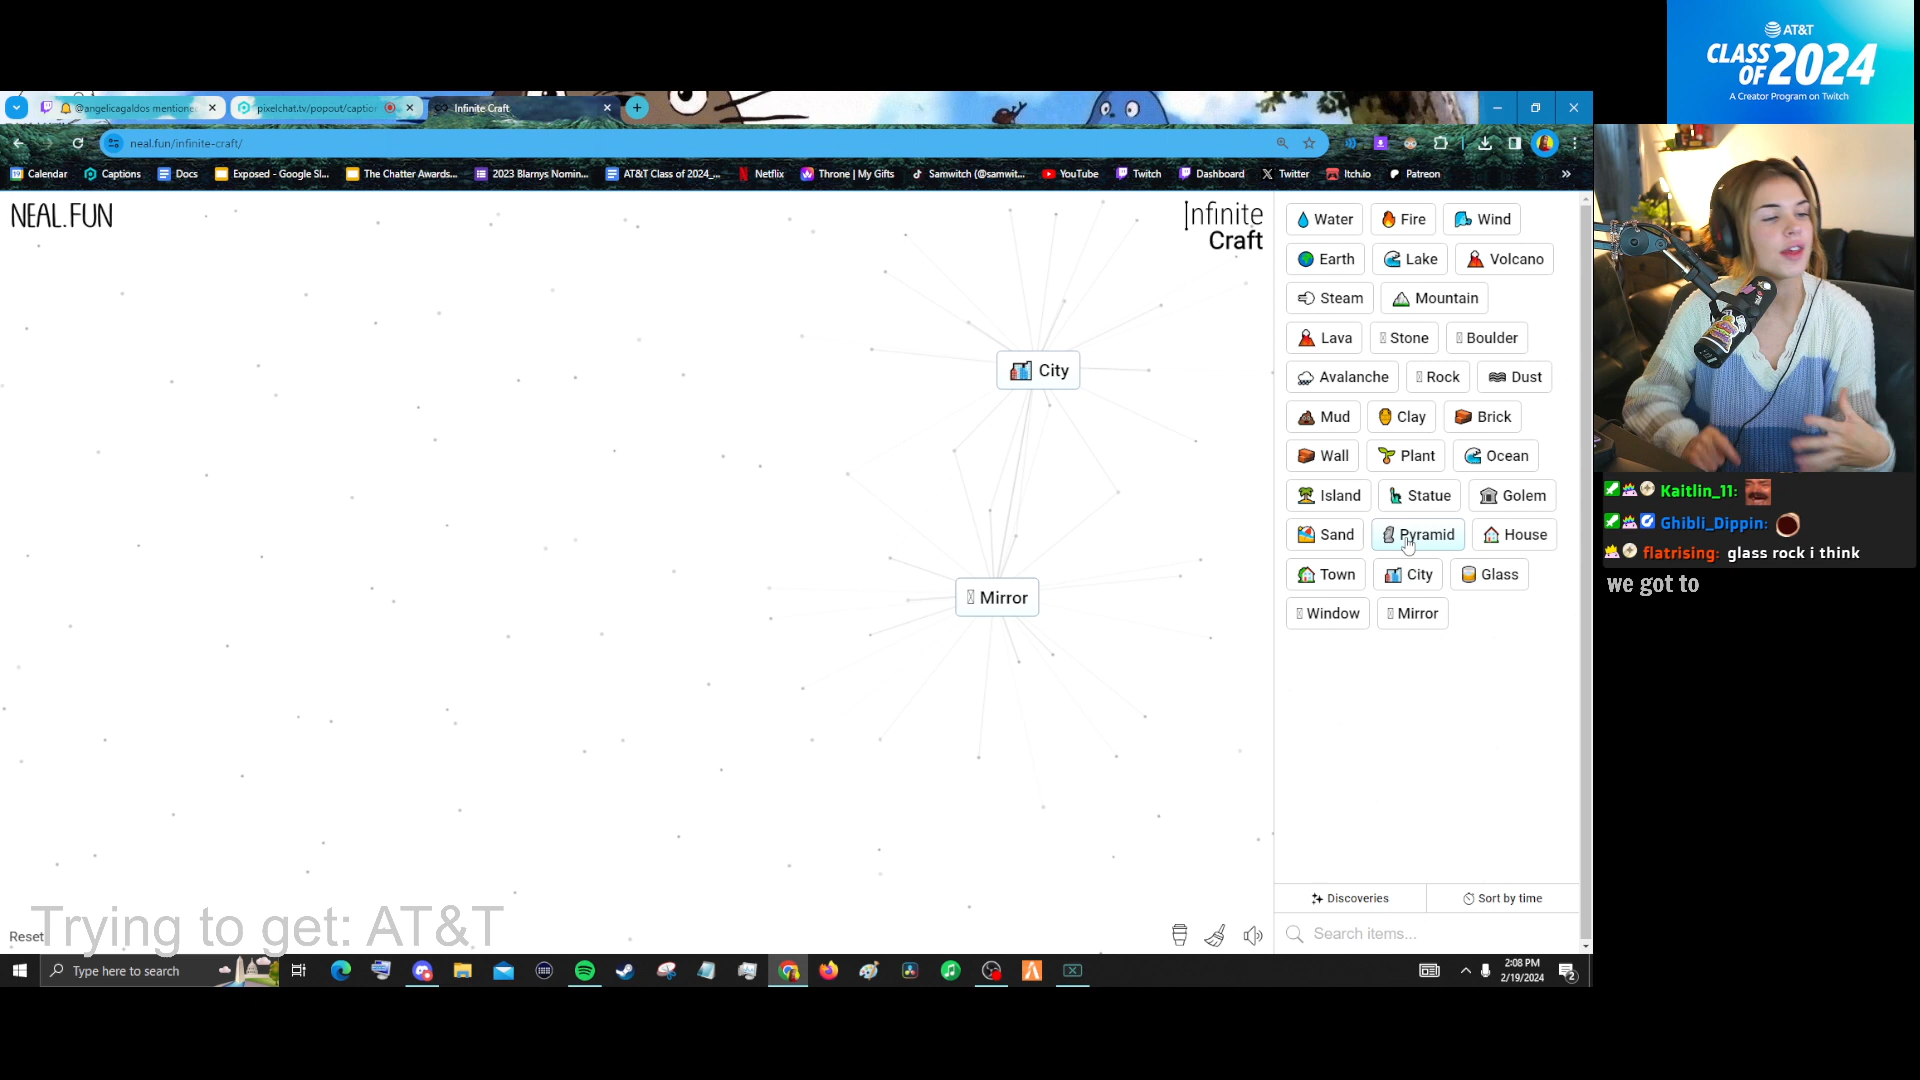 AT&T
CLASS
OF 2024
A Creator Program on Twitch
@angelicagaldos mentione
pixelchat.tv/popout/captio
Infinite Craft
neal.fun/infinite-craft/
Calendar
Captions
Docs
Exposed - Google Sl...
The Chatter Awards...
2023 Blarnys Nomin...
AT&T Class of 2024_...
Netflix
Throne | My Gifts
Samwitch (@samwit...
YouTube
Twitch
Dashboard
Twitter
Itch.io
Patreon
NEAL.FUN
Infinite
Craft
City
Mirror
Water Fire Wind
Earth Lake Volcano
Steam Mountain
Lava Stone Boulder
Avalanche Rock Dust
Mud Clay Brick
Wall Plant Ocean
Island Statue Golem
Sand Pyramid House
Town City Glass
Window Mirror
Discoveries
Sort by time
Search items...
Kaitlin_11:
Ghibli_Dippin:
flatrising: glass rock i think
we got to
Trying to get: AT&T
Reset
Type here to search
2:08 PM
2/19/2024
2